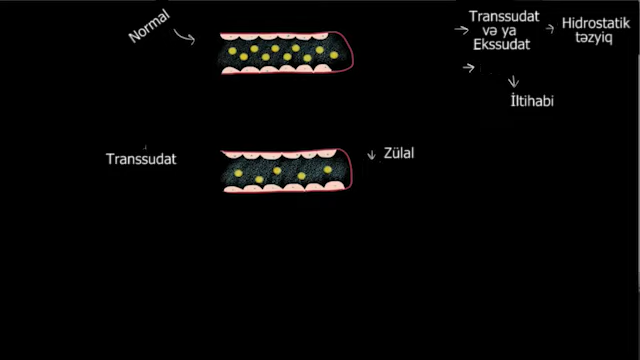 Normal
Transsudat
və ya
Ekssudat
Hidrostatik
təzyiq
İltihabi
Transsudat
Zülal